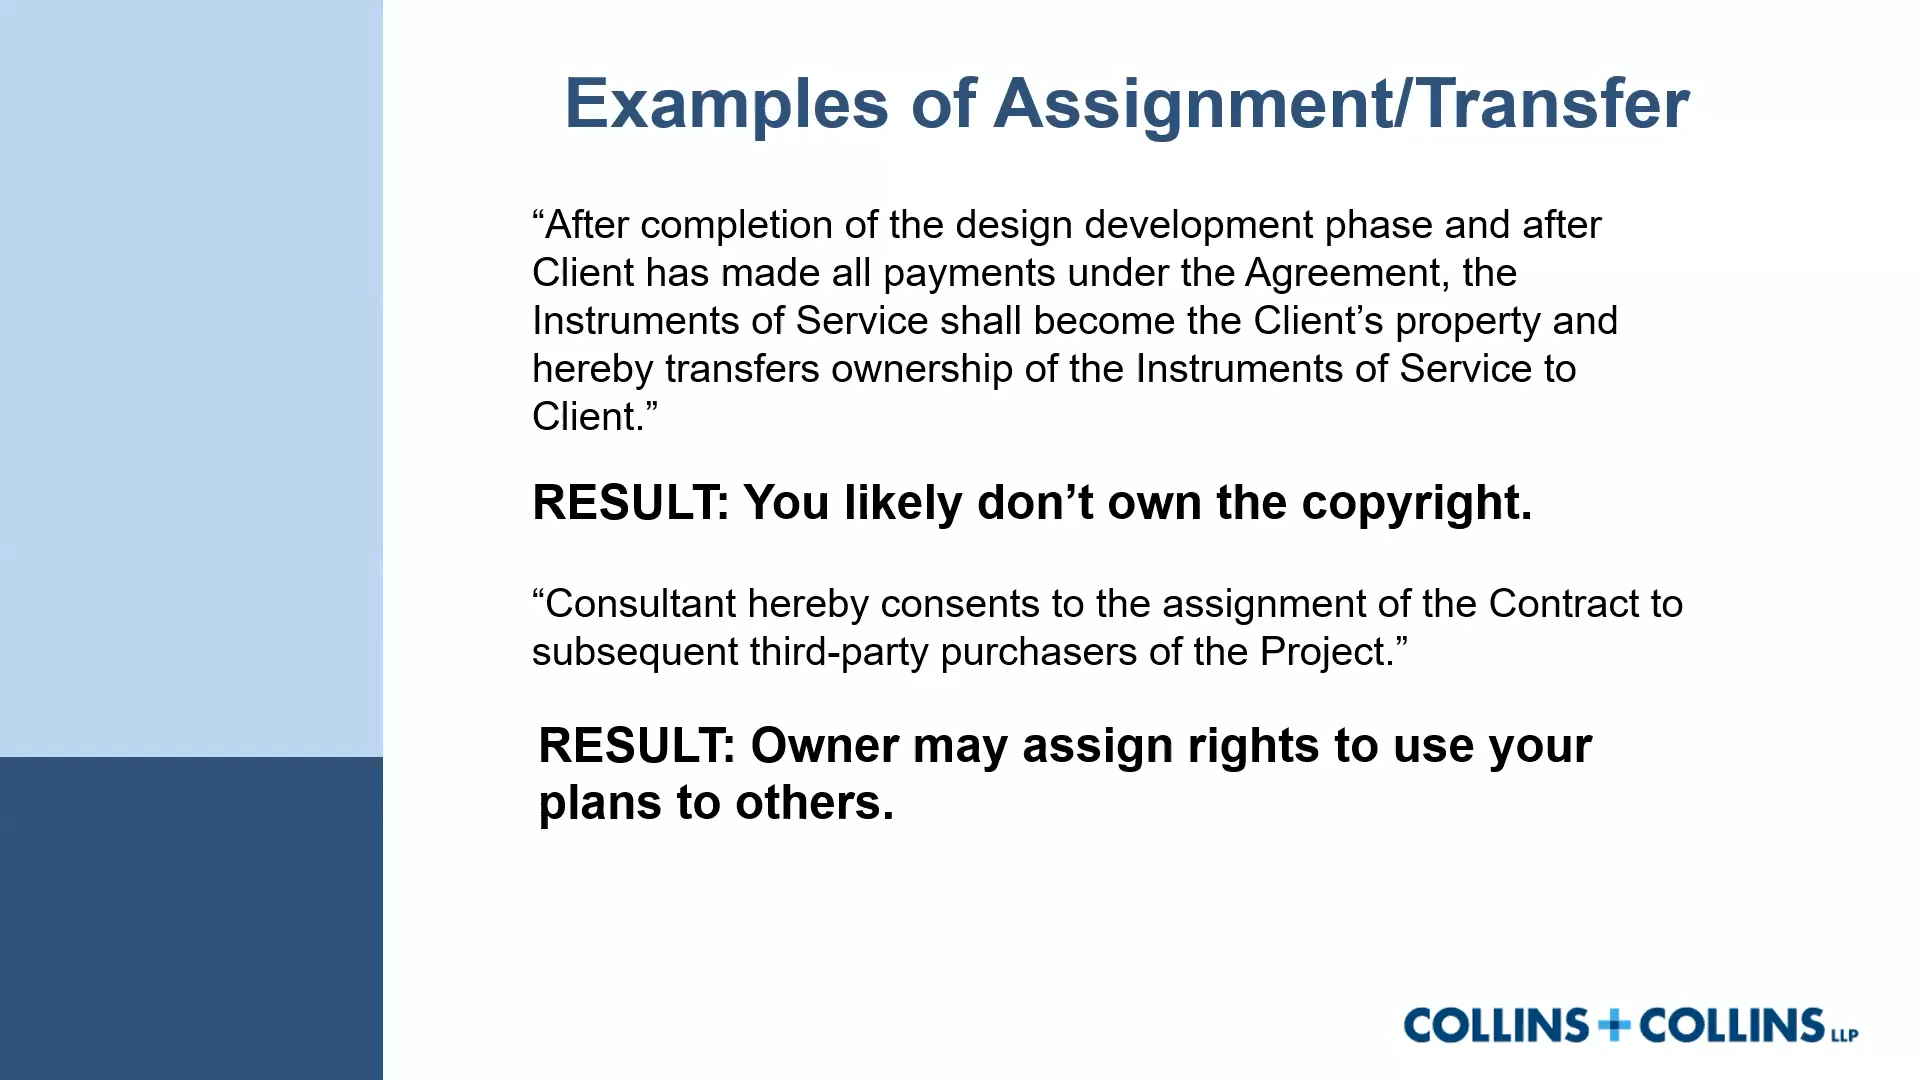 Examples of Assignment/Transfer
“After completion of the design development phase and after
Client has made all payments under the Agreement, the
Instruments of Service shall become the Client’s property and
hereby transfers ownership of the Instruments of Service to
Client.”
RESULT: You likely don’t own the copyright.
“Consultant hereby consents to the assignment of the Contract to
subsequent third-party purchasers of the Project.”
RESULT: Owner may assign rights to use your
plans to others.
COLLINS + COLLINS LLP